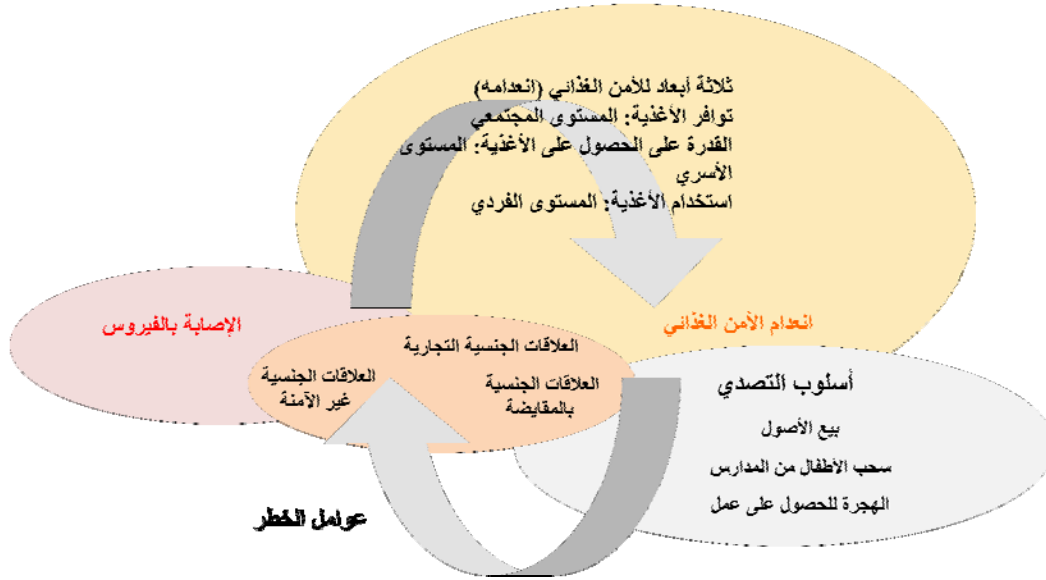 ثلاثة أبعاد للأمن الغذائي (انعدامه)
توافر الأغذية: المستوى المجتمعي
القدرة على الحصول على الأغذية: المستوى
الأسري
استخدام الأغذية: المستوى الفردي
انعدام الأمن الغذائي
الإصابة بالفيروس
العلاقات الجنسية التجارية
العلاقات الجنسية
بالمقايضة
العلاقات الجنسية
غير الآمنة
أسلوب التصدي
بيع الأصول
سحب الأطفال من المدارس
الهجرة للحصول على عمل
عوامل الخطر